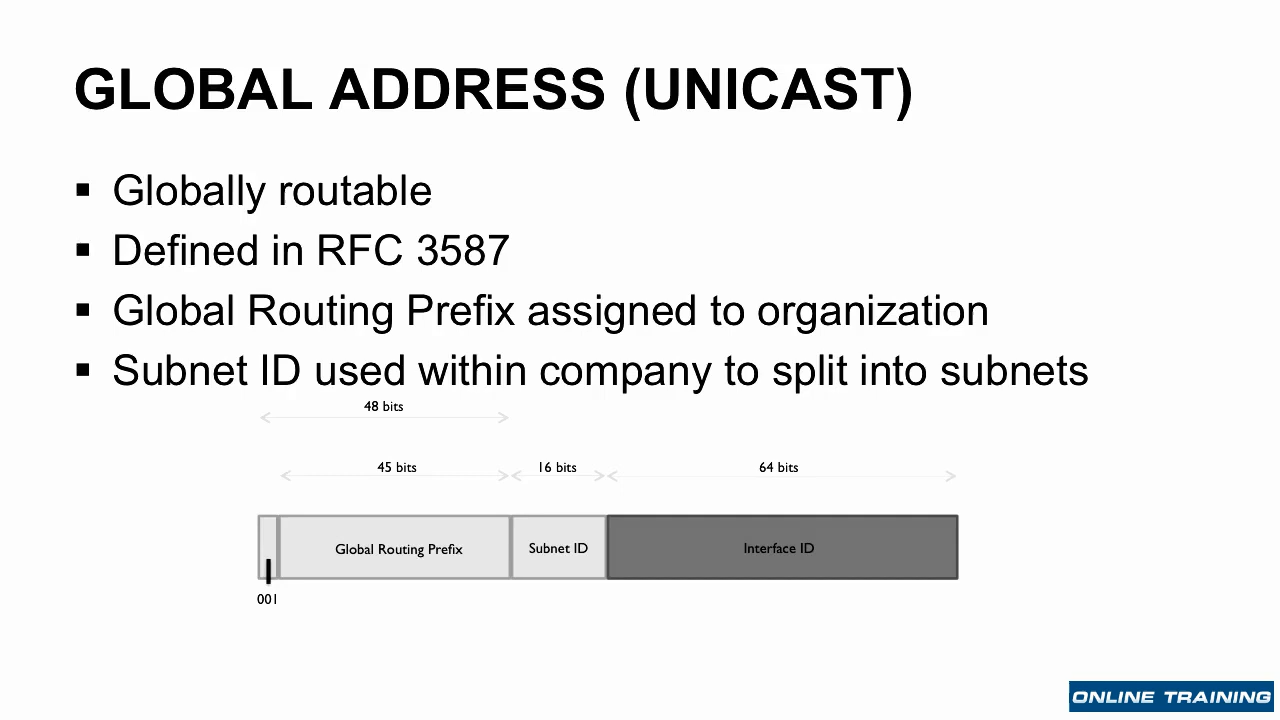 GLOBAL ADDRESS (UNICAST)
▪ Globally routable
▪ Defined in RFC 3587
▪ Global Routing Prefix assigned to organization
▪ Subnet ID used within company to split into subnets
48 bits
45 bits 16 bits 64 bits
Global Routing Prefix Subnet ID Interface ID
001
ONLINE TRAINING